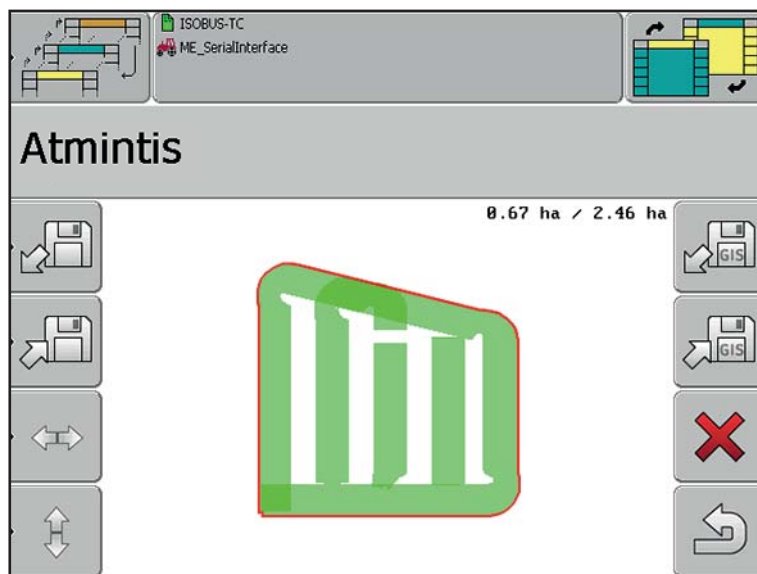 ISOBUS-TC
ME_SerialInterface
Atmintis
0.67 ha / 2.46 ha
GIS
GIS